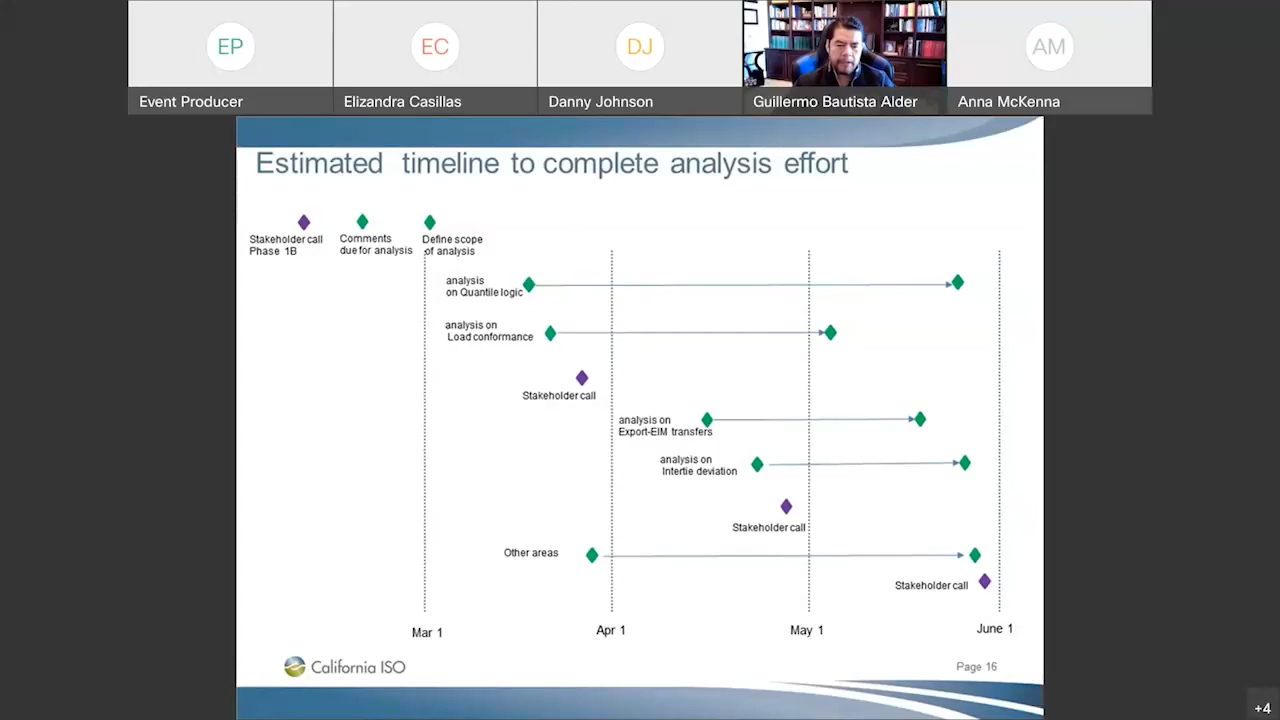 EP
EC
DJ
AM
Event Producer
Elizandra Casillas
Danny Johnson
Guillermo Bautista Alder
Anna McKenna
Estimated timeline to complete analysis effort
Stakeholder call
Phase 1B
Comments
due for analysis
Define scope
of analysis
analysis
on Quantile logic
analysis on
Load conformance
Stakeholder call
analysis on
Export-EIM transfers
analysis on
Intertie deviation
Stakeholder call
Other areas
Stakeholder call
Mar 1
Apr 1
May 1
June 1
California ISO
Page 16
+4